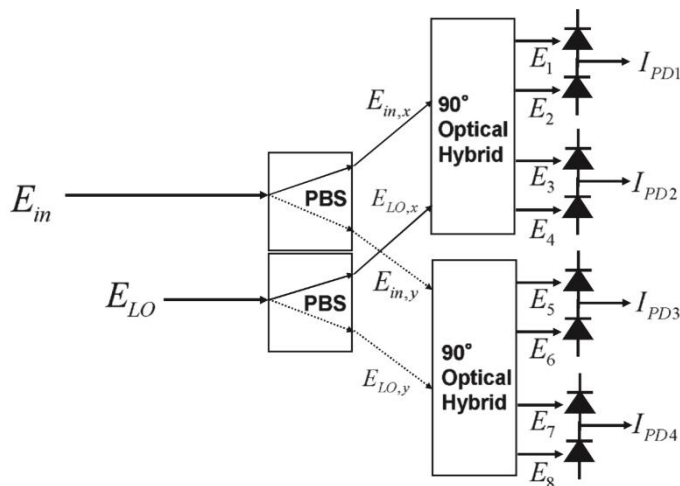 E_in
E_LO
PBS
PBS
E_in,x
E_LO,x
E_in,y
E_LO,y
90°
Optical
Hybrid
E_1
E_2
E_3
E_4
I_PD1
I_PD2
90°
Optical
Hybrid
E_5
E_6
E_7
E_8
I_PD3
I_PD4